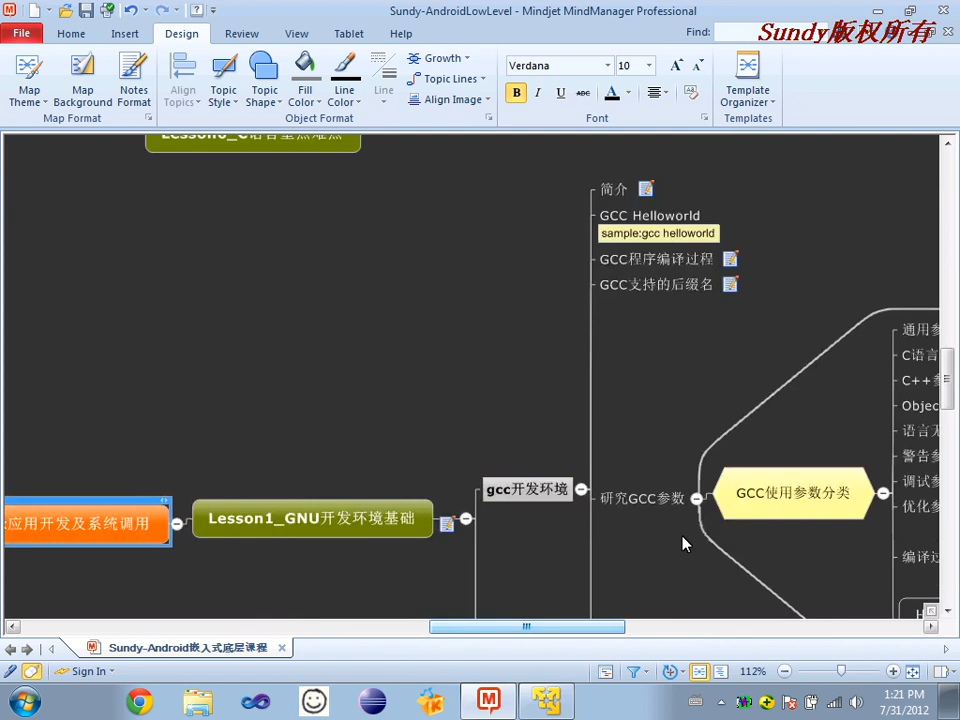 Sundy-AndroidLowLevel - Mindjet MindManager Professional
File
Home
Insert
Design
Review
View
Tablet
Help
Find:
Sundy版权所有
Map Theme
Map Background
Notes Format
Align Topics
Topic Style
Topic Shape
Fill Color
Line Color
Line
Growth
Topic Lines
Align Image
Verdana
10
B
I
U
ABC
A
Template Organizer
Map Format
Object Format
Font
Templates
简介
GCC Helloworld
sample:gcc helloworld
GCC程序编译过程
GCC支持的后缀名
通用参
C语言
C++参
Objec
语言无
警告参
调试参
优化参
编译过
研究GCC参数
GCC使用参数分类
gcc开发环境
Lesson1_GNU开发环境基础
:应用开发及系统调用
Sundy-Android嵌入式底层课程
Sign In
112%
1:21 PM
7/31/2012